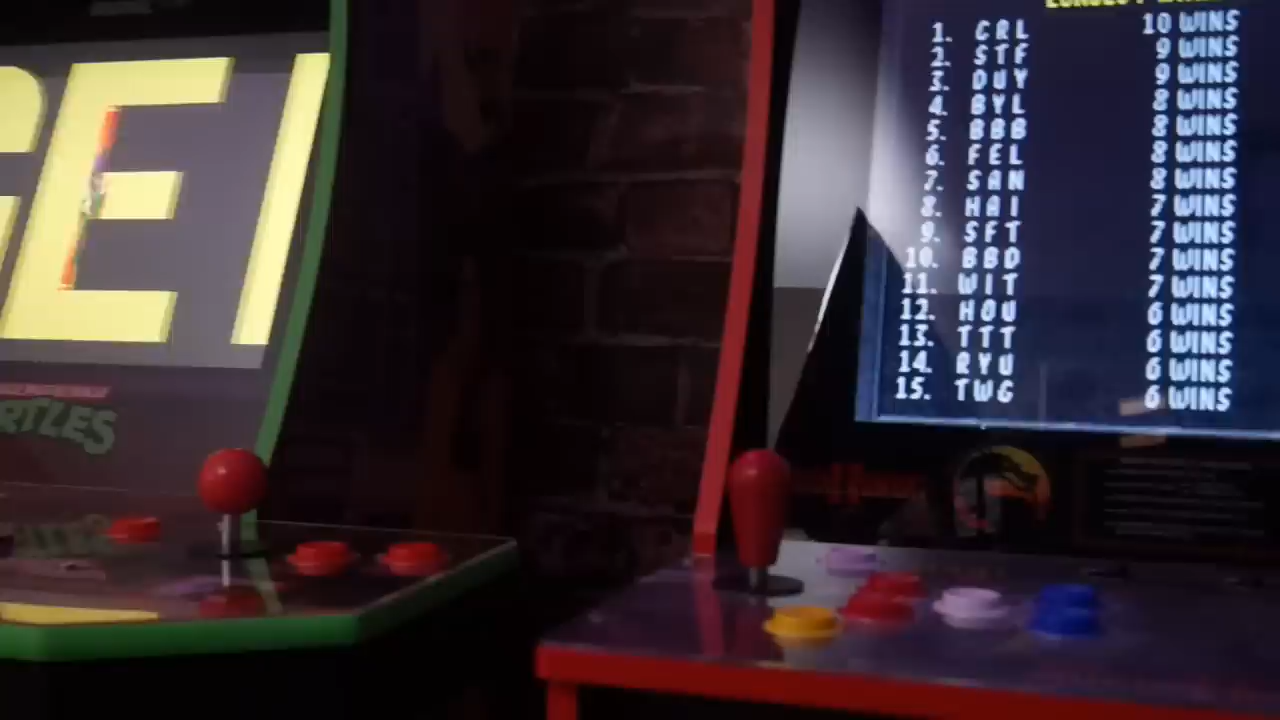 GEI
RTLES
1. CRL 10 WINS
2. STF 9 WINS
3. DUY 9 WINS
4. BYL 8 WINS
5. BBB 8 WINS
6. FEL 8 WINS
7. SAN 8 WINS
8. HAI 7 WINS
9. SFT 7 WINS
10. BBD 7 WINS
11. WIT 7 WINS
12. HOU 6 WINS
13. TTT 6 WINS
14. RYU 6 WINS
15. TWG 6 WINS